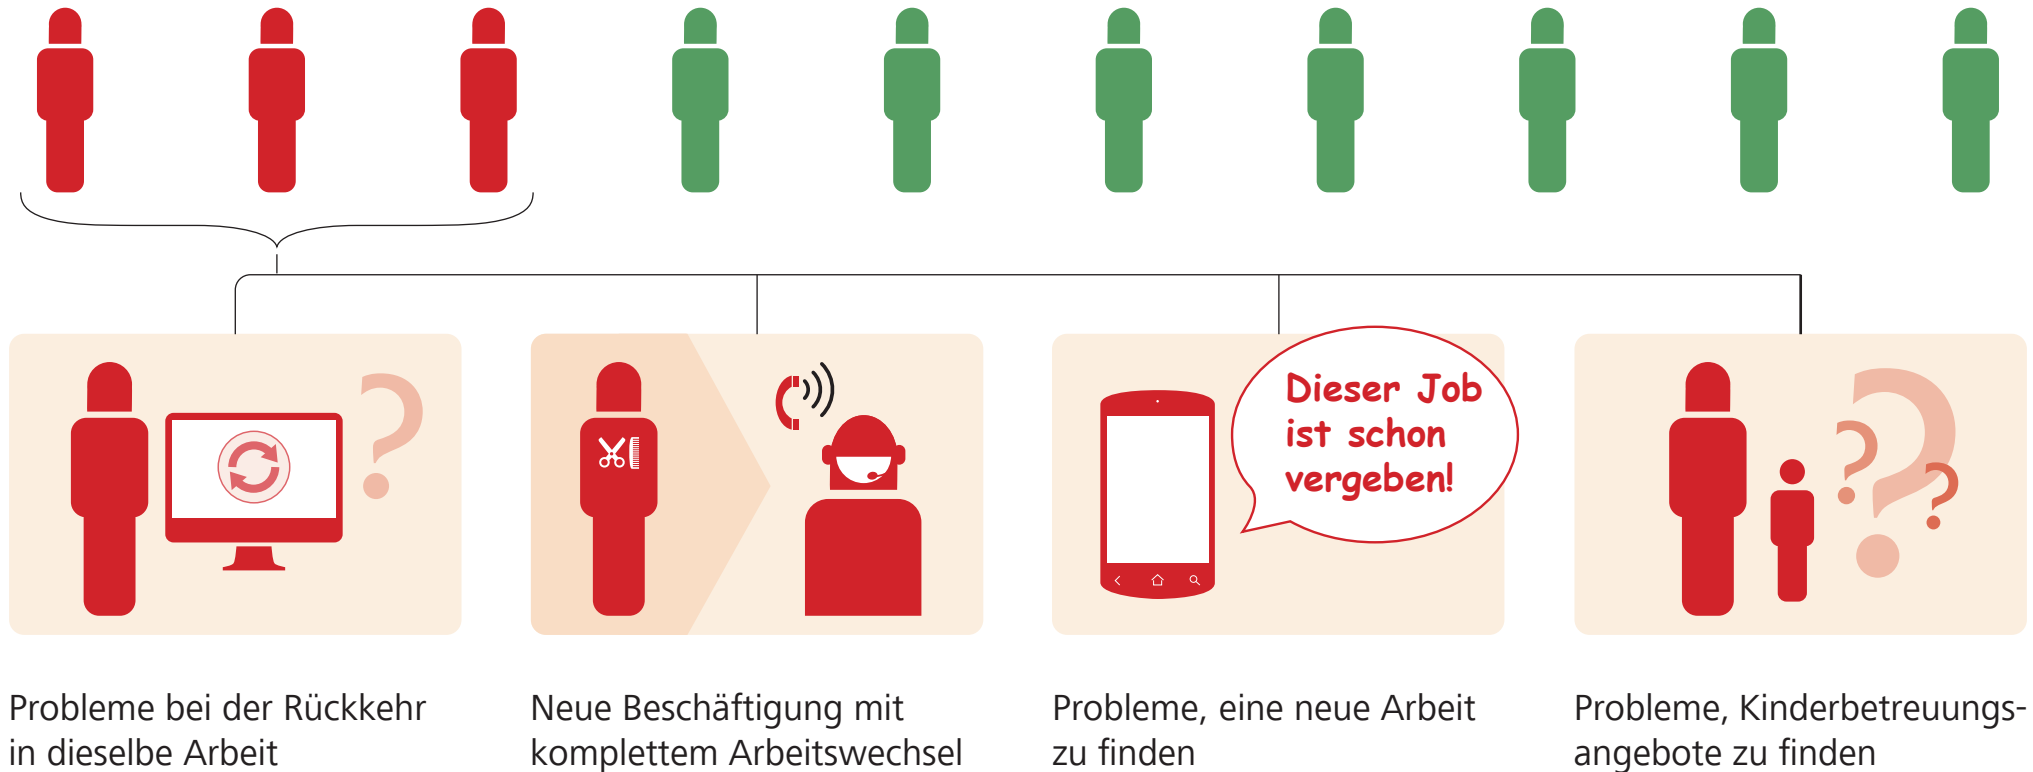 Dieser Job
ist schon
vergeben!
Probleme bei der Rückkehr
in dieselbe Arbeit
Neue Beschäftigung mit
komplettem Arbeitswechsel
Probleme, eine neue Arbeit
zu finden
Probleme, Kinderbetreuungs-
angebote zu finden